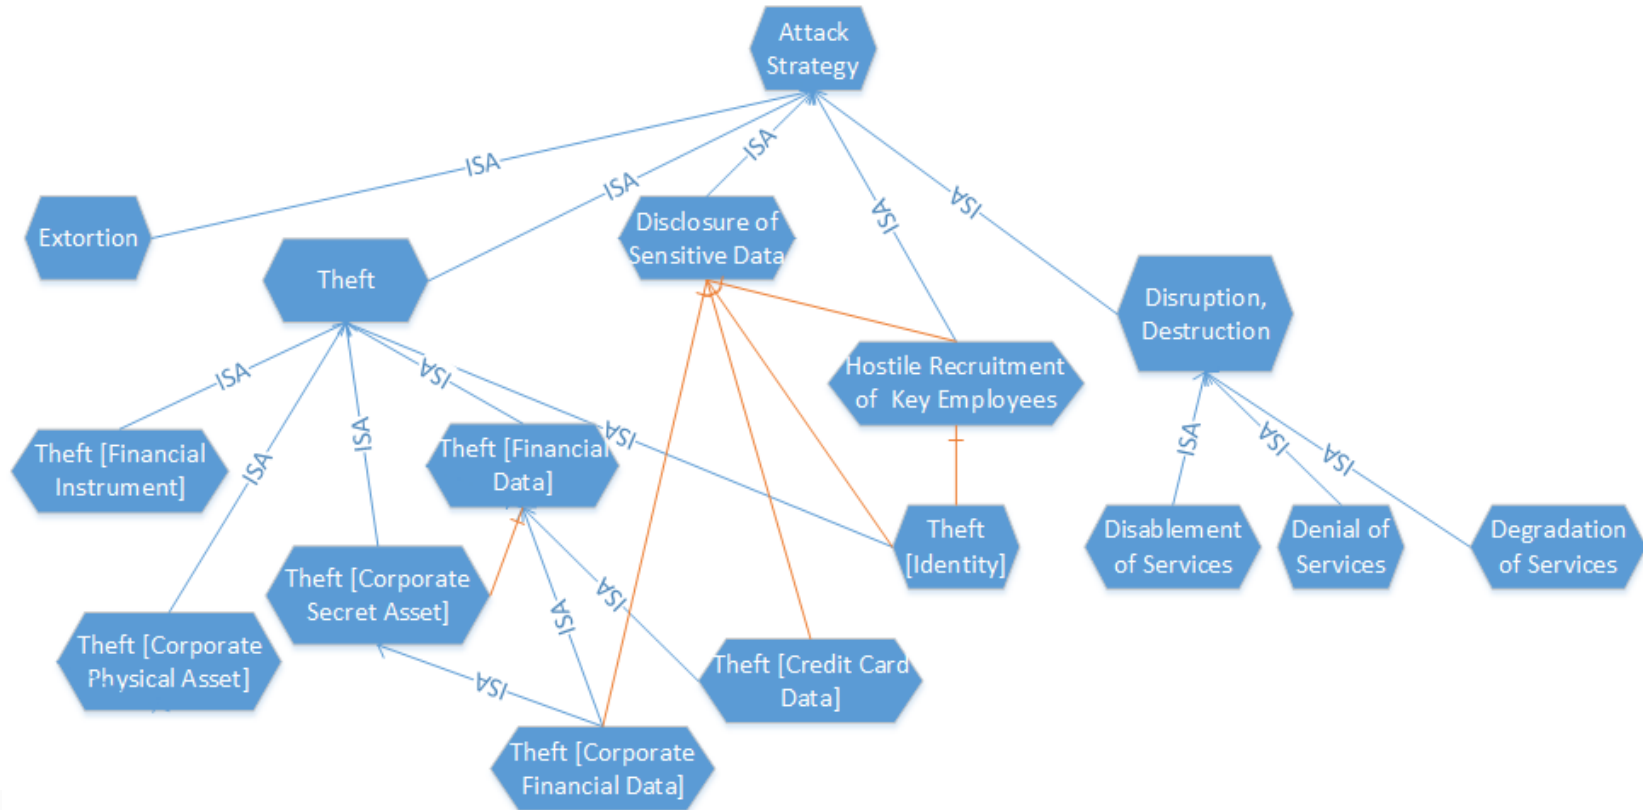 Attack
Strategy
ISA
ISA
ISA
ISA
ISA
Extortion
Theft
Disclosure of
Sensitive Data
Disruption,
Destruction
Hostile Recruitment
of Key Employees
ISA
ISA
ISA
ISA
ISA
ISA
ISA
ISA
Theft [Financial
Instrument]
Theft [Financial
Data]
Theft
[Identity]
Disablement
of Services
Denial of
Services
Degradation
of Services
Theft [Corporate
Secret Asset]
Theft [Corporate
Physical Asset]
ISA
ISA
ISA
Theft [Credit Card
Data]
Theft [Corporate
Financial Data]